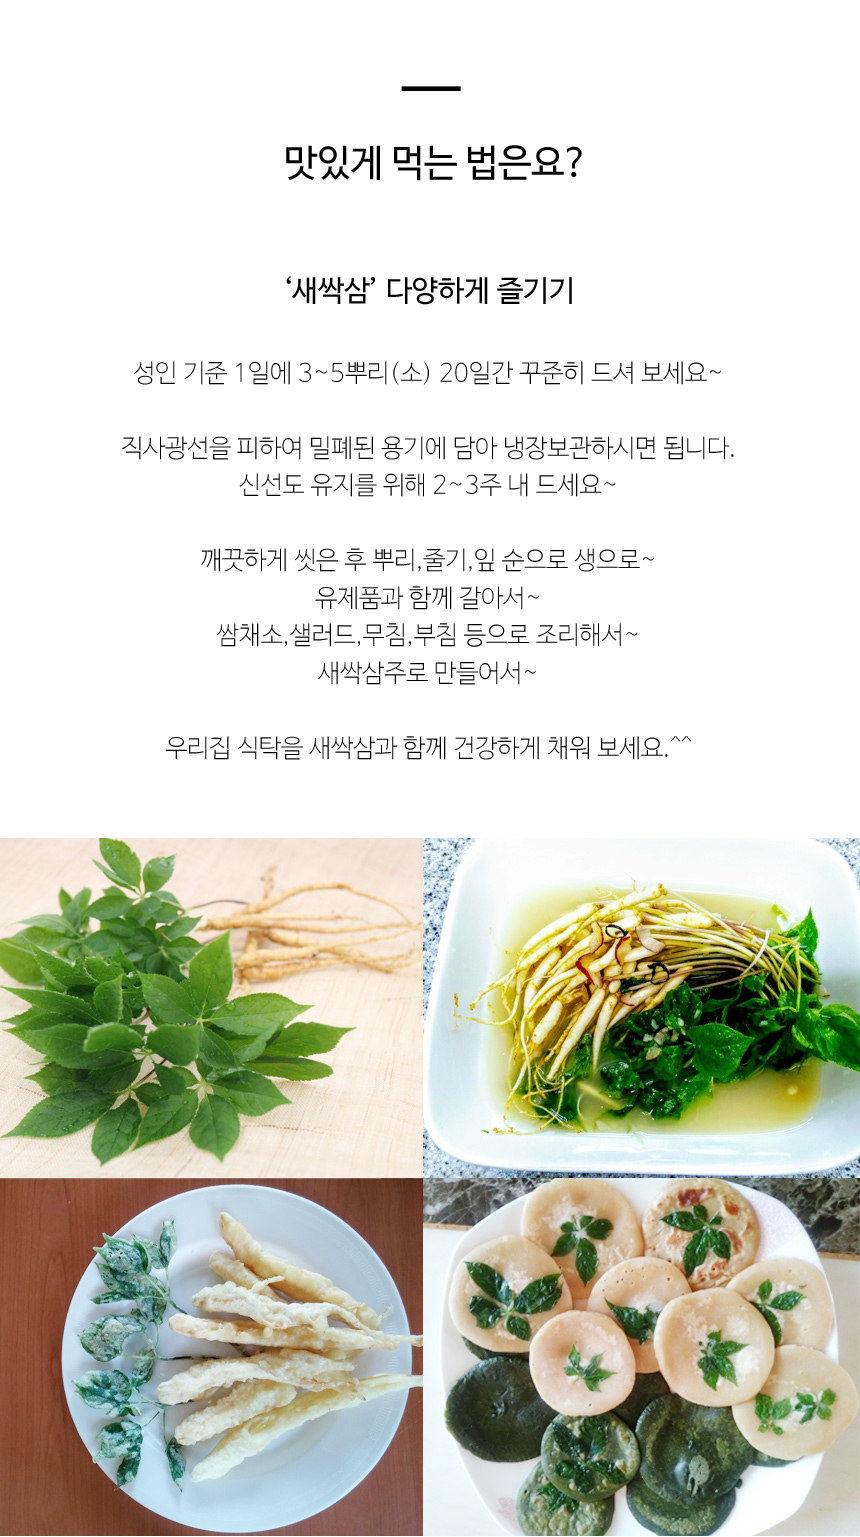 맛있게 먹는 법은요?
‘새싹삼’ 다양하게 즐기기
성인 기준 1일에 3~5뿌리(소) 20일간 꾸준히 드셔 보세요~
직사광선을 피하여 밀폐된 용기에 담아 냉장보관하시면 됩니다.
신선도 유지를 위해 2~3주 내 드세요~
깨끗하게 씻은 후 뿌리,줄기,잎 순으로 생으로~
유제품과 함께 갈아서~
쌈채소,샐러드,무침,부침 등으로 조리해서~
새싹삼주로 만들어서~
우리집 식탁을 새싹삼과 함께 건강하게 채워 보세요.^^